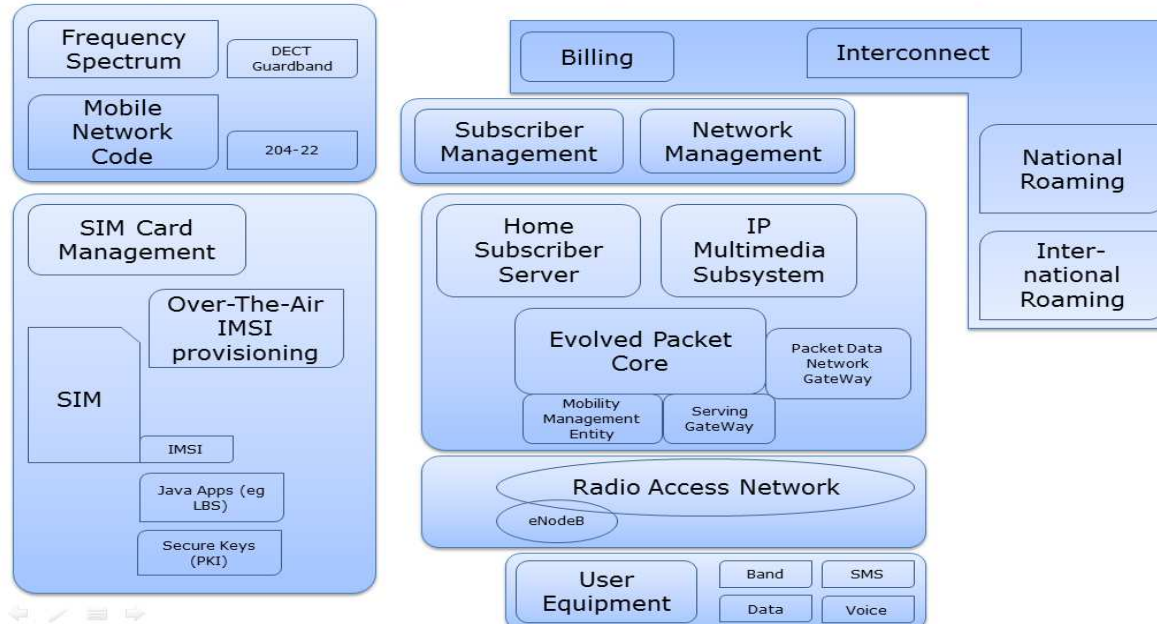 Frequency
Spectrum
DECT
Guardband
Mobile
Network
Code
204-22
SIM Card
Management
Over-The-Air
IMSI
provisioning
SIM
IMSI
Java Apps (eg
LBS)
Secure Keys
(PKI)
Billing
Interconnect
Subscriber
Management
Network
Management
National
Roaming
Inter-
national
Roaming
Home
Subscriber
Server
IP
Multimedia
Subsystem
Evolved Packet
Core
Packet Data
Network
GateWay
Mobility
Management
Entity
Serving
GateWay
Radio Access Network
eNodeB
User
Equipment
Band
SMS
Data
Voice